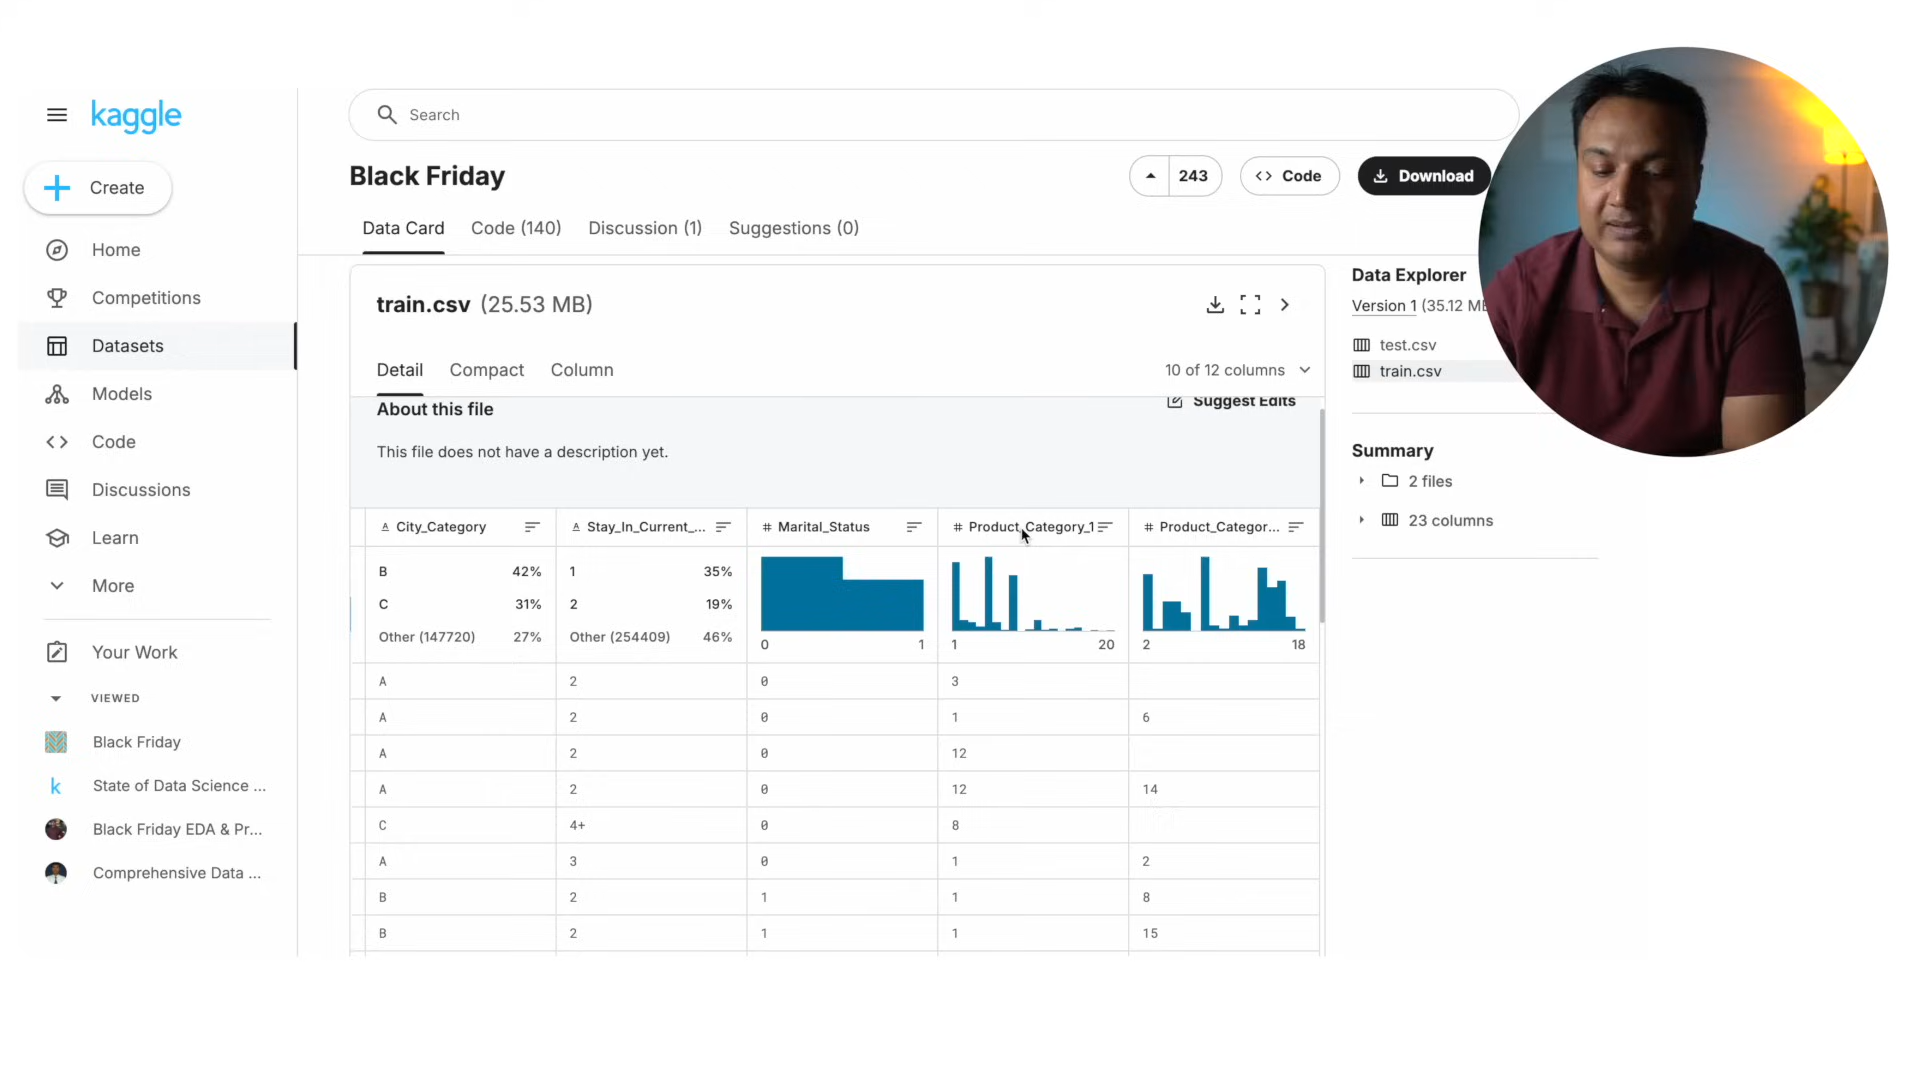 kaggle
Search
Create
Home
Competitions
Datasets
Models
Code
Discussions
Learn
More
Your Work
VIEWED
Black Friday
State of Data Science ...
Black Friday EDA & Pr...
Comprehensive Data ...
Black Friday
243
Code
Download
Data Card Code (140) Discussion (1) Suggestions (0)
train.csv (25.53 MB)
Detail Compact Column 10 of 12 columns
About this file Suggest Edits
This file does not have a description yet.
City_Category Stay_In_Current_... # Marital_Status # Product_Category_1 # Product_Categor...
B 42% 1 35%
C 31% 2 19%
Other (147720) 27% Other (254409) 46% 0 1 1 20 2 18
A 2 0 3
A 2 0 1 6
A 2 0 12
A 2 0 12 14
C 4+ 0 8
A 3 0 1 2
B 2 1 1 8
B 2 1 1 15
Data Explorer
Version 1 (35.12 MB
test.csv
train.csv
Summary
2 files
23 columns